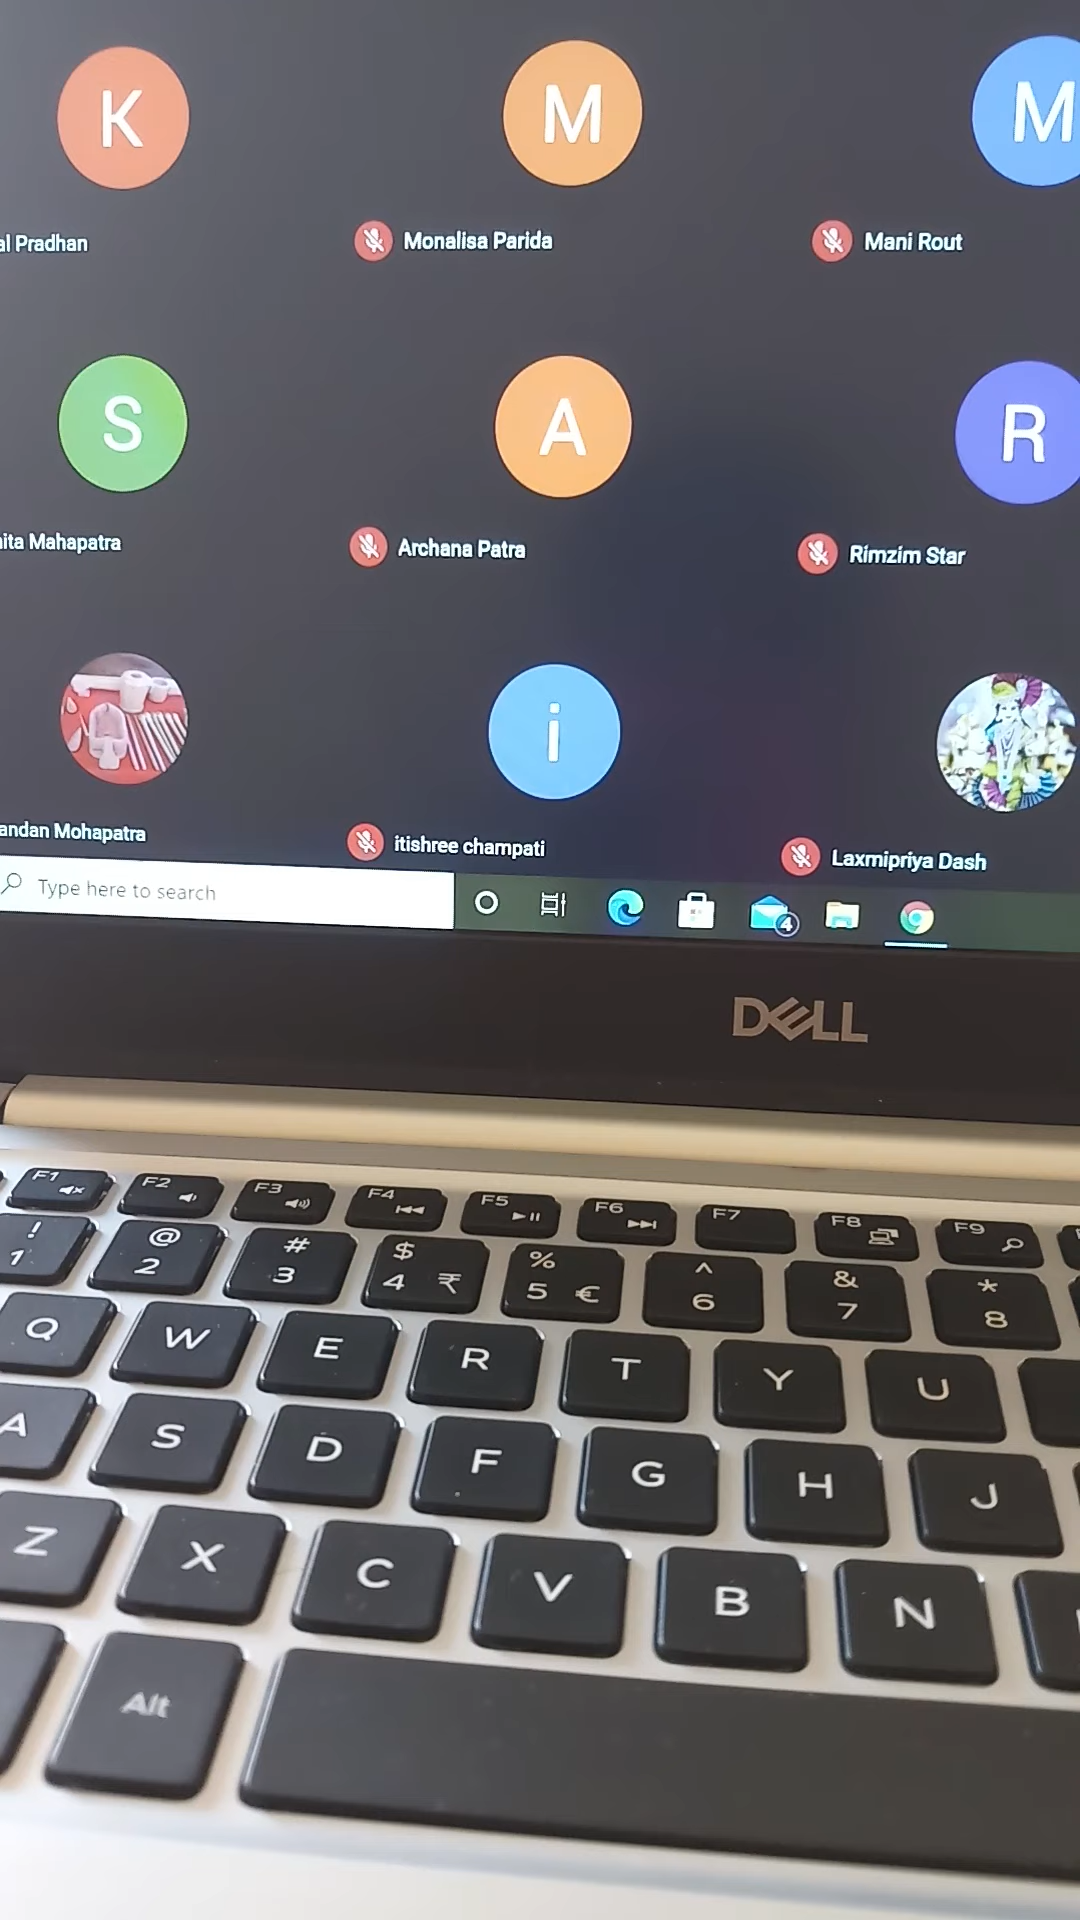 K
M
M
al Pradhan
Monalisa Parida
Mani Rout
S
A
R
ita Mahapatra
Archana Patra
Rimzim Star
i
andan Mohapatra
itishree champati
Laxmipriya Dash
Type here to search
4
DELL
F1 F2 F3 F4 F5 F6 F7 F8 F9
! @ # $ % ^ & *
1 2 3 4 ₹ 5 € 6 7 8
Q W E R T Y U
A S D F G H J
Z X C V B N
Alt